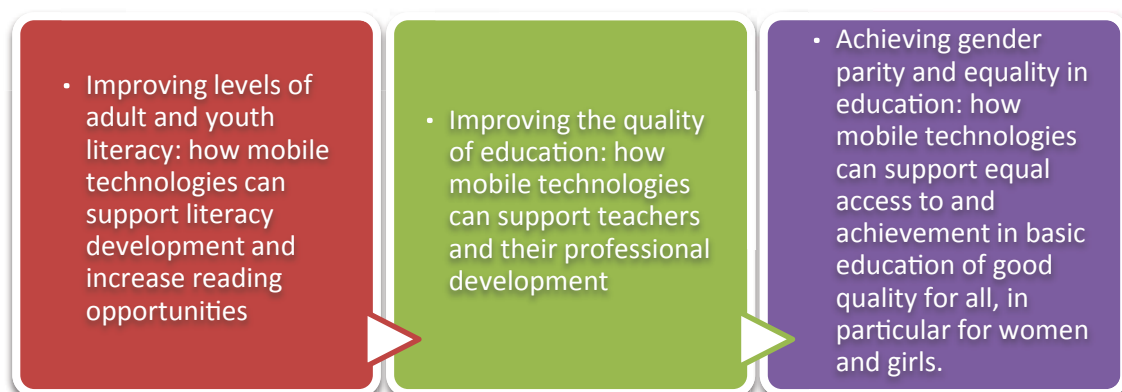 • Improving levels of
adult and youth
literacy: how mobile
technologies can
support literacy
development and
increase reading
opportunities
• Improving the quality
of education: how
mobile technologies
can support teachers
and their professional
development
• Achieving gender
parity and equality in
education: how
mobile technologies
can support equal
access to and
achievement in basic
education of good
quality for all, in
particular for women
and girls.